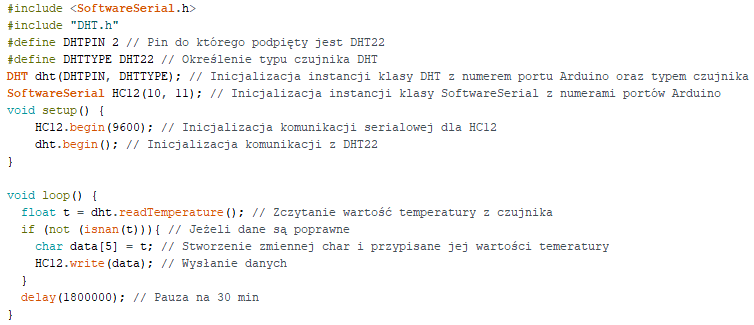 #include <SoftwareSerial.h>
#include "DHT.h"
#define DHTPIN 2 // Pin do którego podpięty jest DHT22
#define DHTTYPE DHT22 // Określenie typu czujnika DHT
DHT dht(DHTPIN, DHTTYPE); // Inicjalizacja instancji klasy DHT z numerem portu Arduino oraz typem czujnika
SoftwareSerial HC12(10, 11); // Inicjalizacja instancji klasy SoftwareSerial z numerami portów Arduino
void setup() {
    HC12.begin(9600); // Inicjalizacja komunikacji serialowej dla HC12
    dht.begin(); // Inicjalizacja komunikacji z DHT22
}

void loop() {
  float t = dht.readTemperature(); // Zczytanie wartość temperatury z czujnika
  if (not (isnan(t))){ // Jeżeli dane są poprawne
    char data[5] = t; // Stworzenie zmiennej char i przypisane jej wartości temeratury
    HC12.write(data); // Wysłanie danych
  }
  delay(1800000); // Pauza na 30 min
}